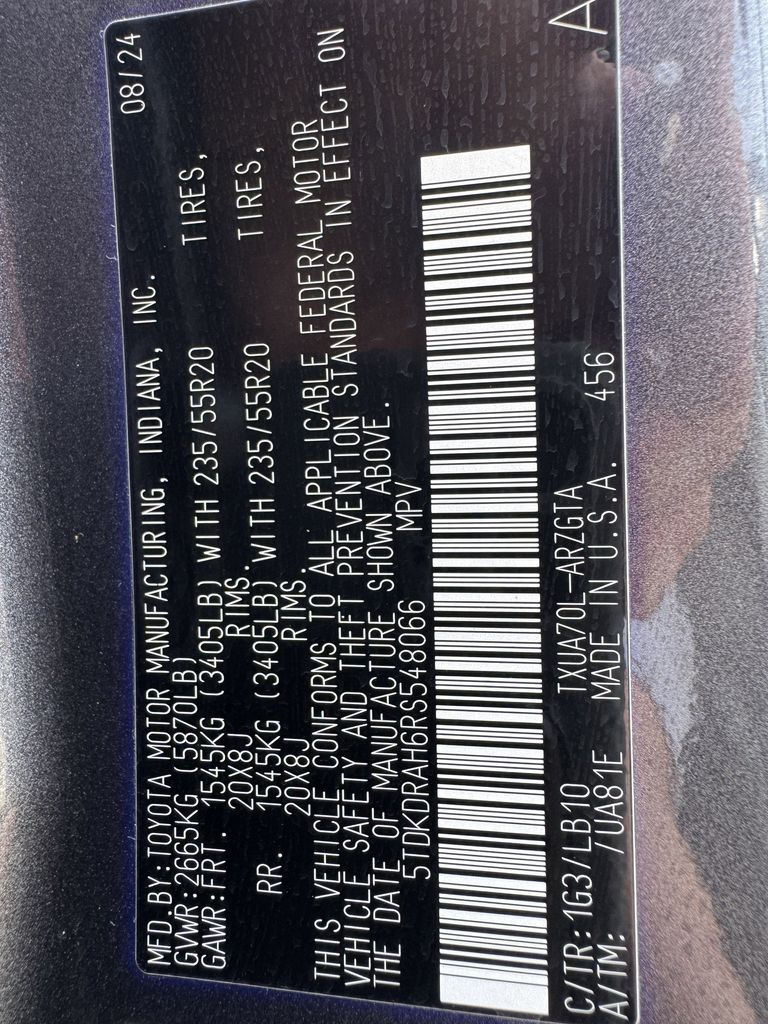 MFD.BY:TOYOTA MOTOR MANUFACTURING, INDIANA, INC. 08/24
GVWR:2665KG (5870LB)
GAWR:FRT. 1545KG (3405LB) WITH 235/55R20 TIRES,
20X8J RIMS.
RR. 1545KG (3405LB) WITH 235/55R20 TIRES,
20X8J RIMS.
THIS VEHICLE CONFORMS TO ALL APPLICABLE FEDERAL MOTOR
VEHICLE SAFETY AND THEFT PREVENTION STANDARDS IN EFFECT ON
THE DATE OF MANUFACTURE SHOWN ABOVE.
5TDKDRAH6RS548066 MPV
C/TR:1G3/LB10 TXUA70L-ARZGTA
A/TM: /UA81E MADE IN U.S.A. 456 A